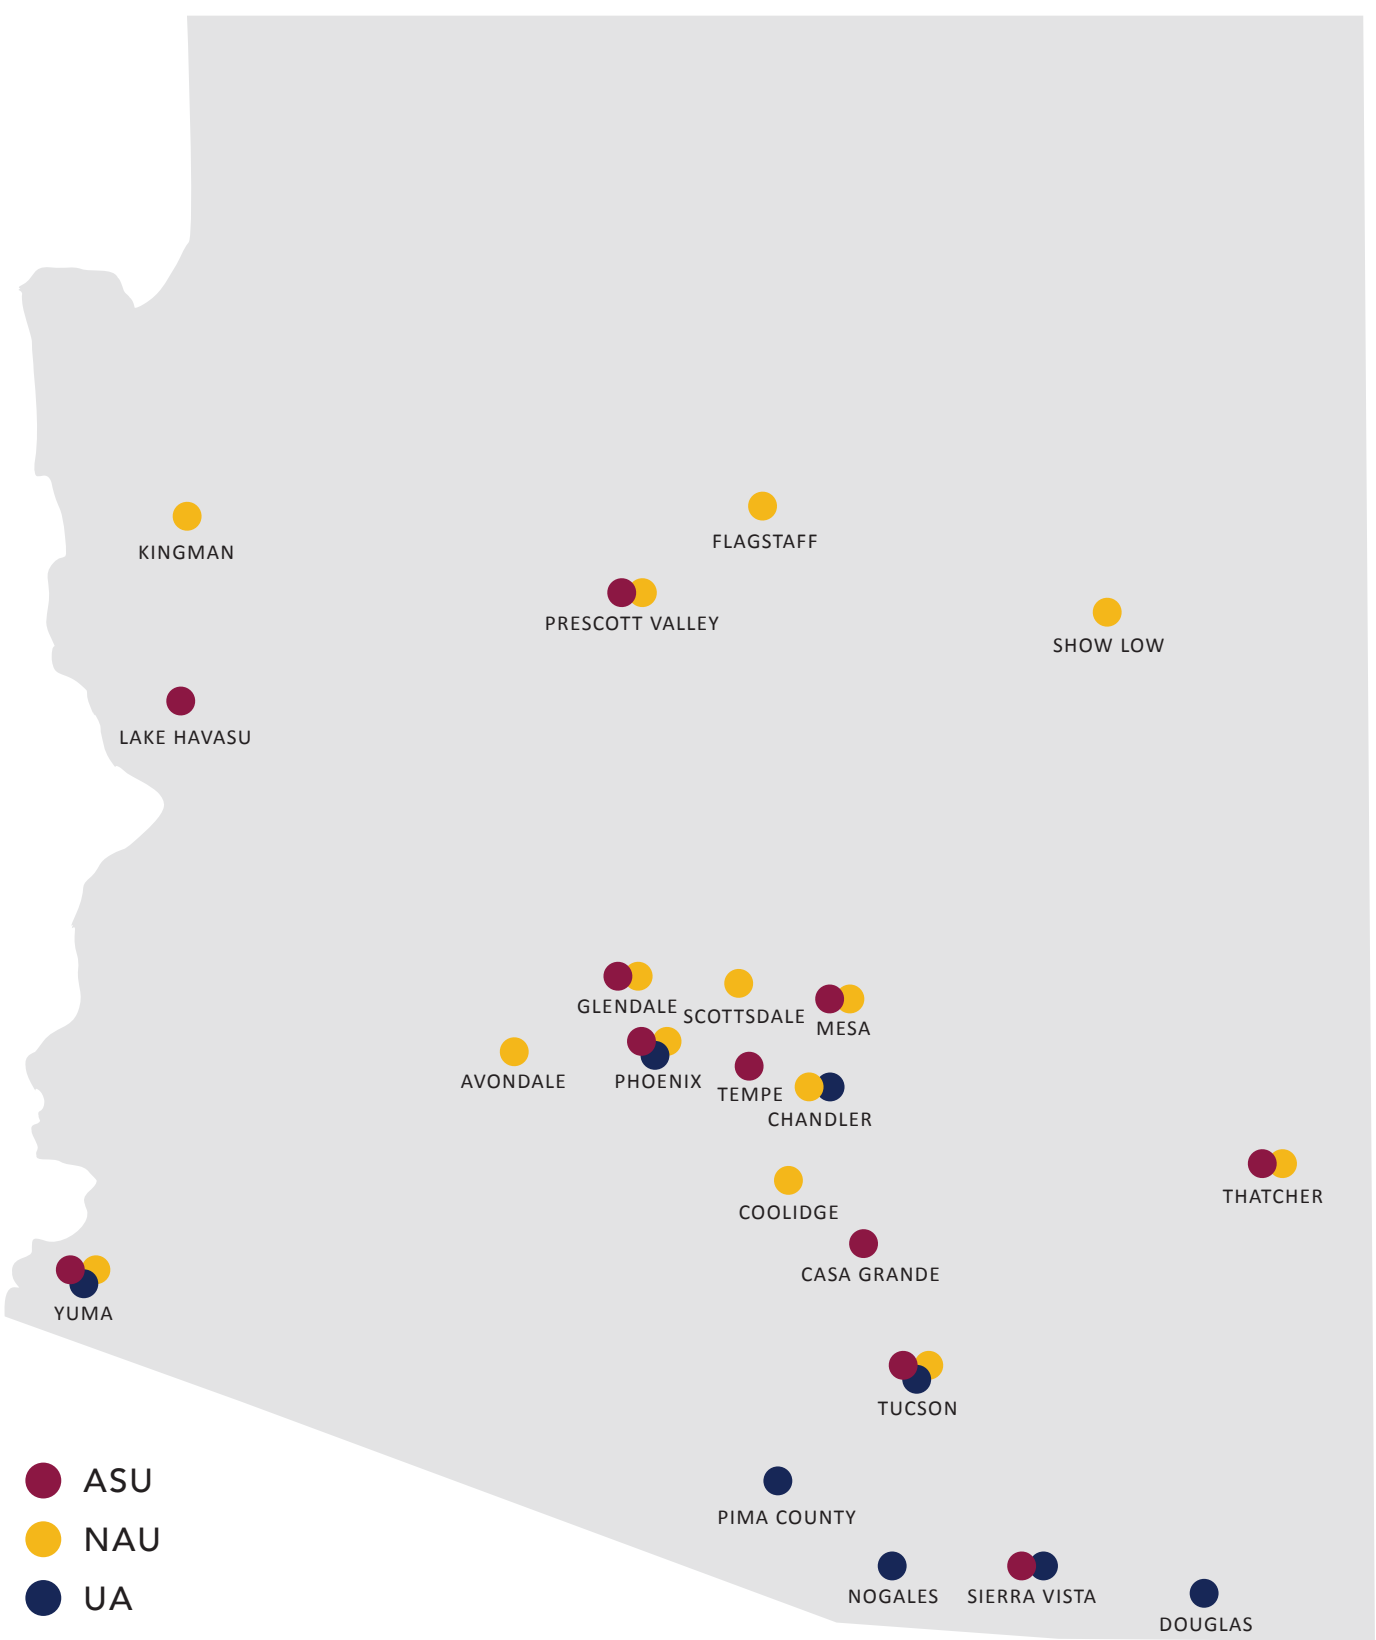 FLAGSTAFF
KINGMAN
PRESCOTT VALLEY
SHOW LOW
LAKE HAVASU
GLENDALE
SCOTTSDALE
MESA
AVONDALE
PHOENIX
TEMPE
CHANDLER
THATCHER
COOLIDGE
CASA GRANDE
YUMA
TUCSON
ASU
PIMA COUNTY
NAU
NOGALES
SIERRA VISTA
UA
DOUGLAS